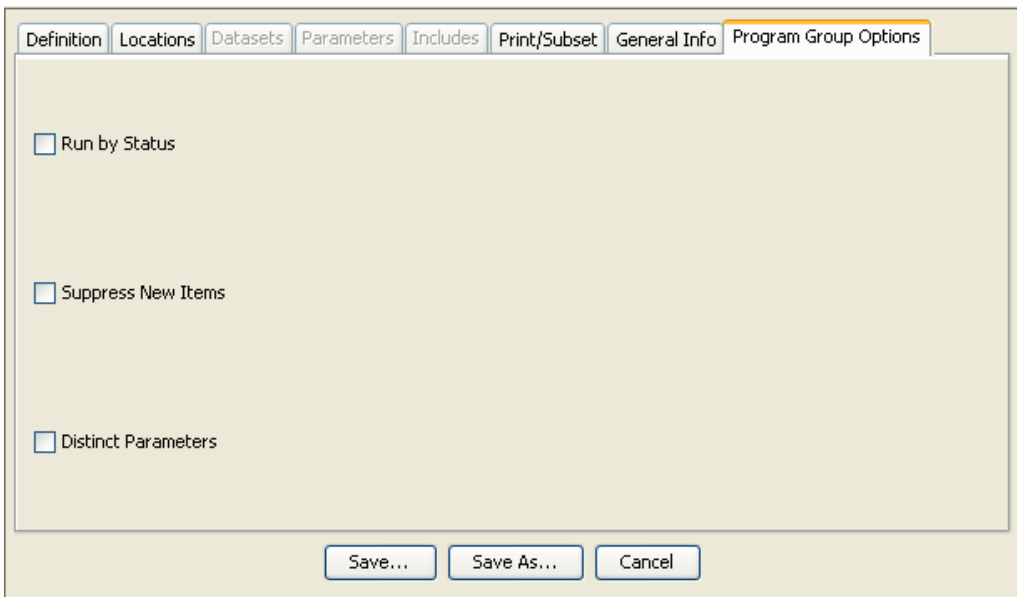 Definition Locations Datasets Parameters Includes Print/Subset General Info Program Group Options
Run by Status
Suppress New Items
Distinct Parameters
Save... Save As... Cancel